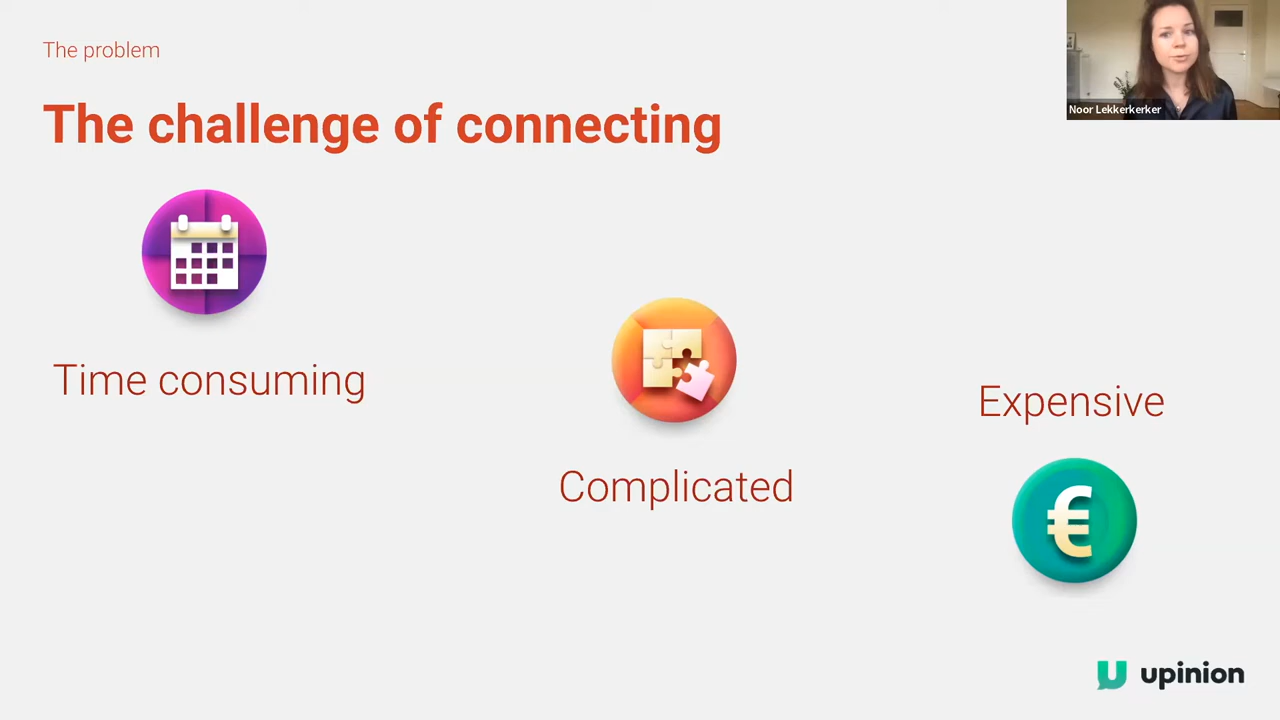 The problem
Noor Lekkerkerker
The challenge of connecting
Time consuming
Complicated
Expensive
€
upinion